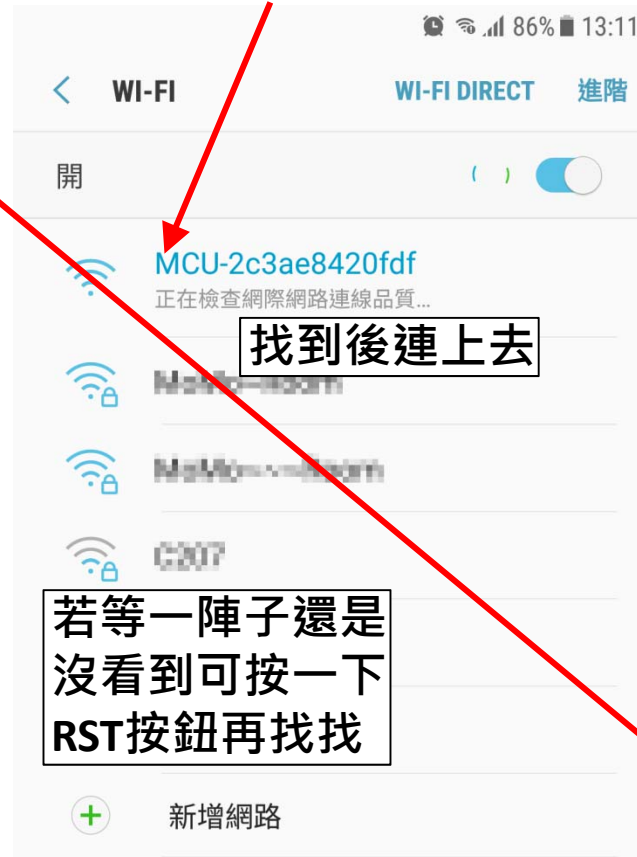 86% 13:11
WI-FI WI-FI DIRECT 進階
開
MCU-2c3ae8420fdf
正在檢查網際網路連線品質...
找到後連上去
C207
若等一陣子還是
沒看到可按一下
RST按鈕再找找
新增網路